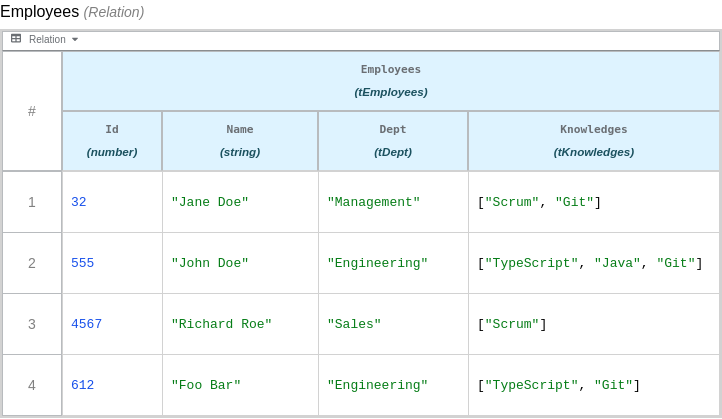 Employees (Relation)
Relation
# Employees
(tEmployees)
Id Name Dept Knowledges
(number) (string) (tDept) (tKnowledges)
1 32 "Jane Doe" "Management" ["Scrum", "Git"]
2 555 "John Doe" "Engineering" ["TypeScript", "Java", "Git"]
3 4567 "Richard Roe" "Sales" ["Scrum"]
4 612 "Foo Bar" "Engineering" ["TypeScript", "Git"]